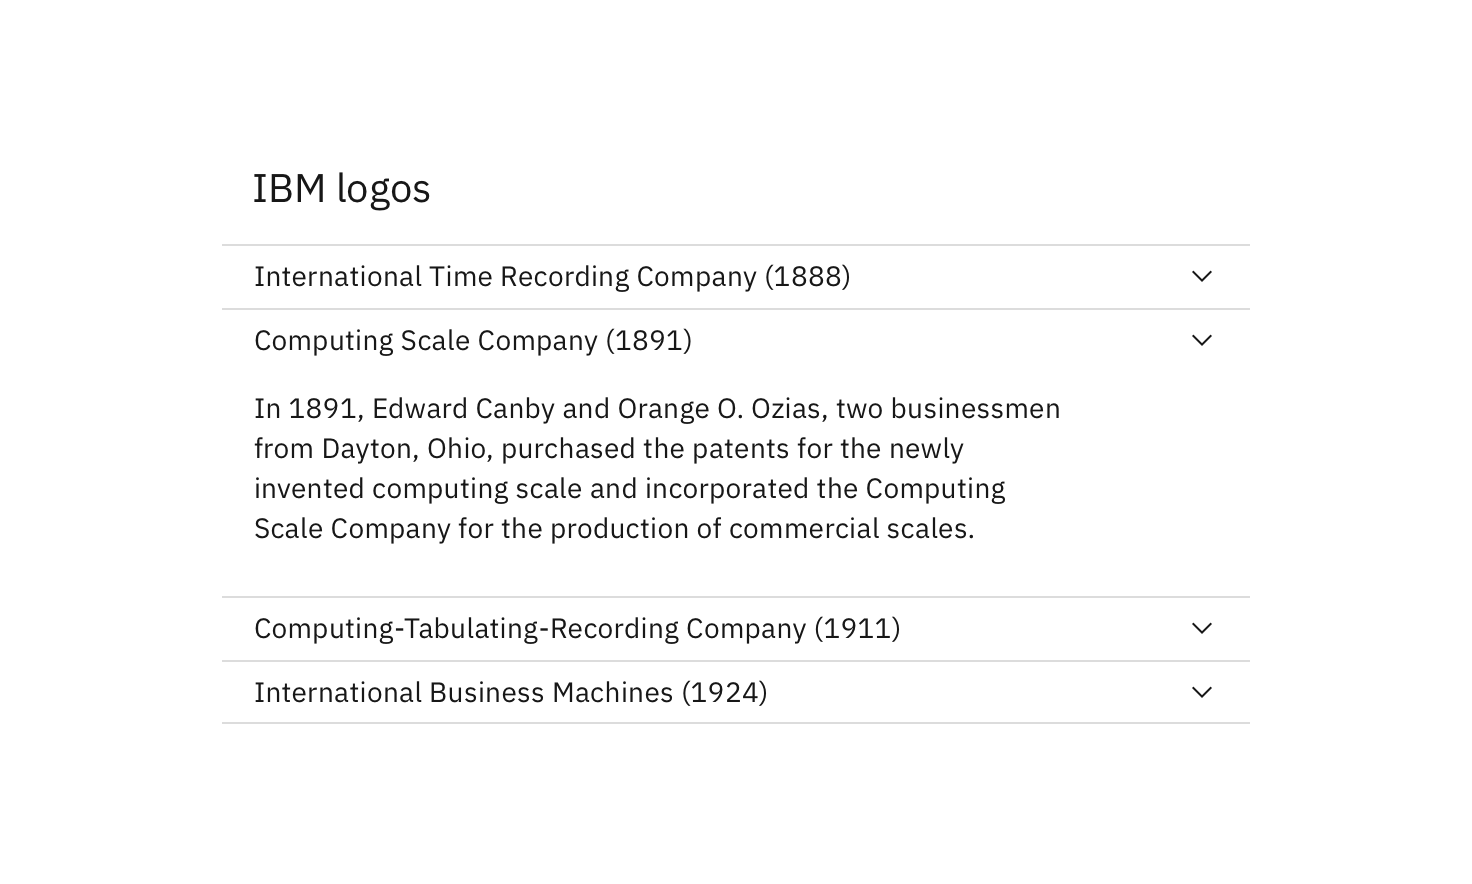 IBM logos
International Time Recording Company (1888)
Computing Scale Company (1891)
In 1891, Edward Canby and Orange O. Ozias, two businessmen
from Dayton, Ohio, purchased the patents for the newly
invented computing scale and incorporated the Computing
Scale Company for the production of commercial scales.
Computing-Tabulating-Recording Company (1911)
International Business Machines (1924)